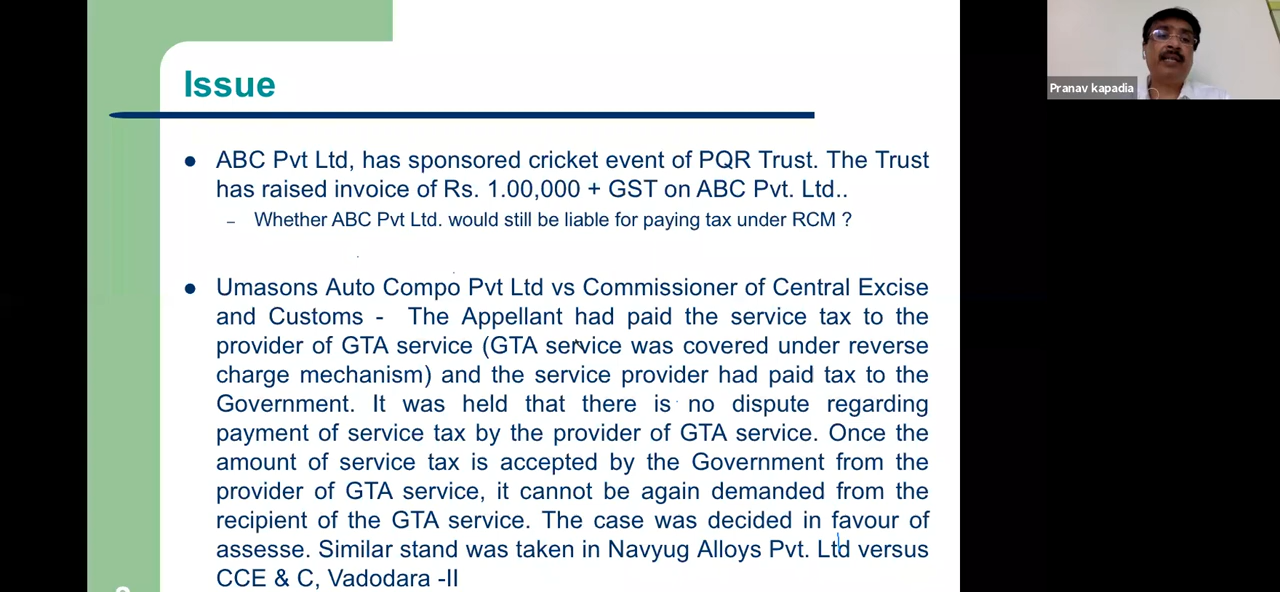 Issue
Pranav kapadia
● ABC Pvt Ltd, has sponsored cricket event of PQR Trust. The Trust
has raised invoice of Rs. 1.00,000 + GST on ABC Pvt. Ltd..
– Whether ABC Pvt Ltd. would still be liable for paying tax under RCM ?
● Umasons Auto Compo Pvt Ltd vs Commissioner of Central Excise
and Customs - The Appellant had paid the service tax to the
provider of GTA service (GTA service was covered under reverse
charge mechanism) and the service provider had paid tax to the
Government. It was held that there is no dispute regarding
payment of service tax by the provider of GTA service. Once the
amount of service tax is accepted by the Government from the
provider of GTA service, it cannot be again demanded from the
recipient of the GTA service. The case was decided in favour of
assesse. Similar stand was taken in Navyug Alloys Pvt. Ltd versus
CCE & C, Vadodara -II